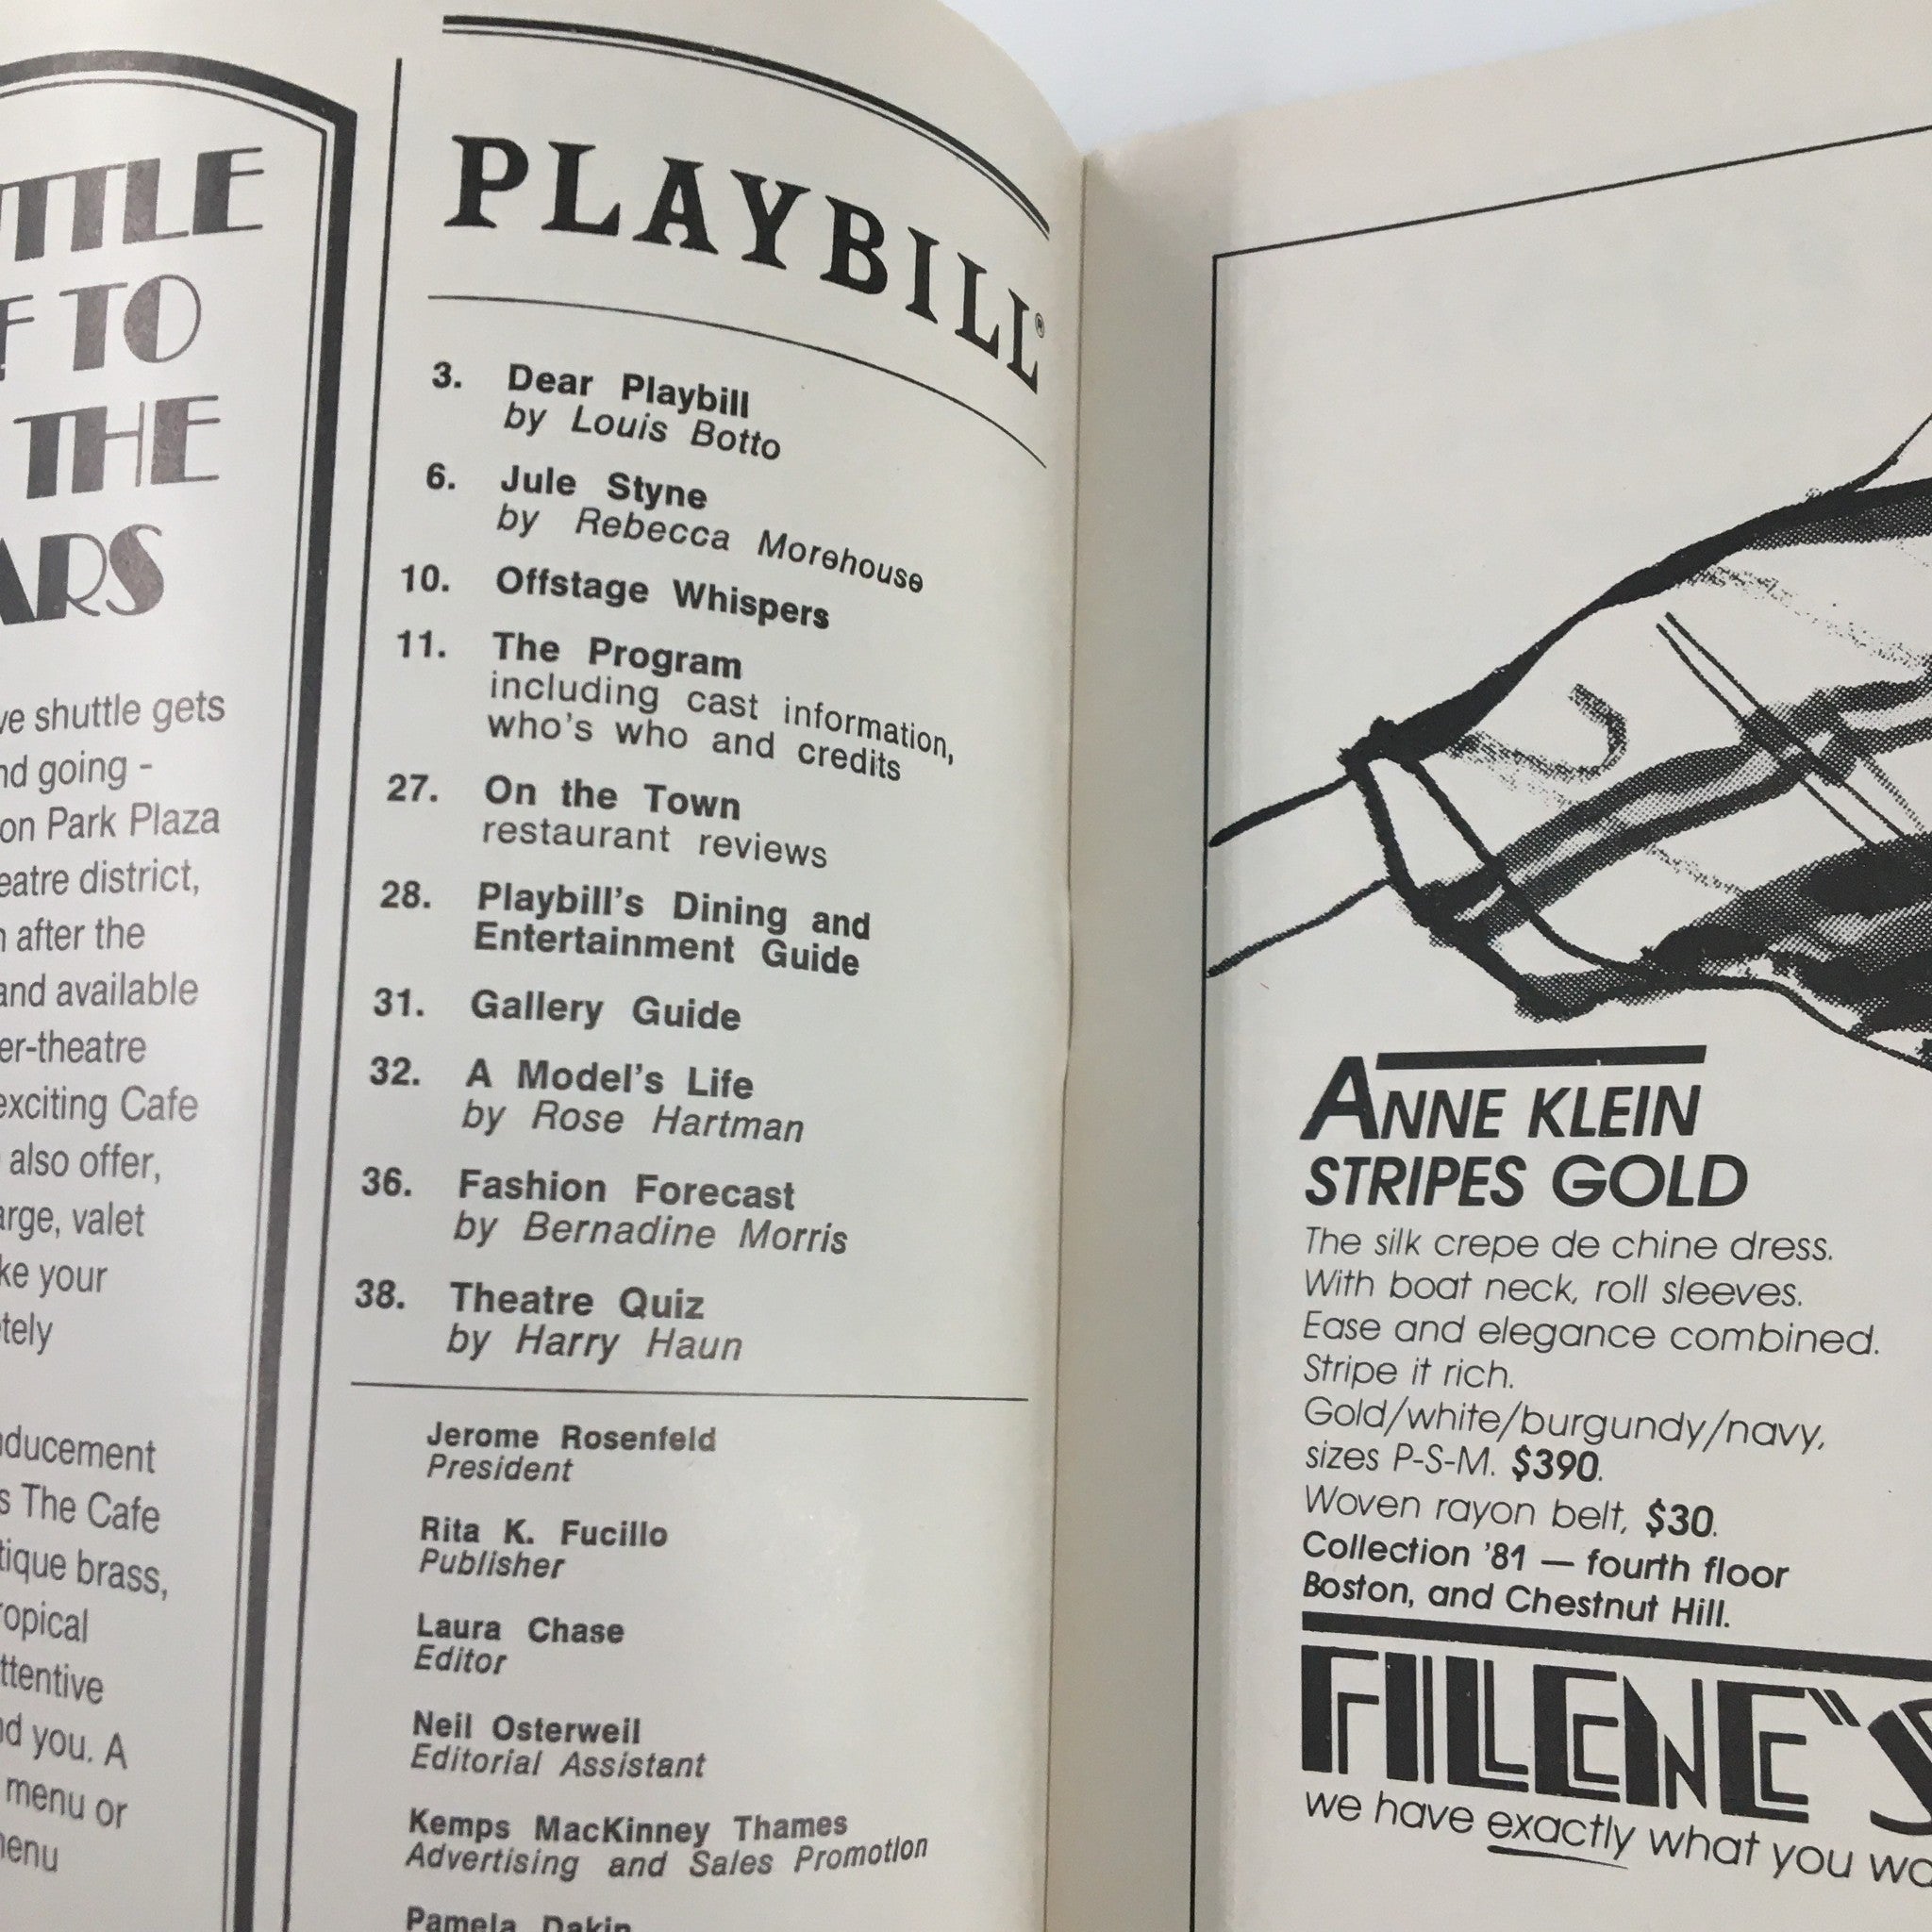 TTLE
TO
THE
ARS
shuttle gets
going -
on Park Plaza
district,
after the
and available
er-theatre
exciting Cafe
also offer,
valet
your
tely
ducement
s The Cafe
tique brass,
ropical
ttentive
you. A
menu or
PLAYBILL®
3. Dear Playbill
by Louis Botto
6. Jule Styne
by Rebecca Morehouse
10. Offstage Whispers
11. The Program
including cast information,
who's who and credits
27. On the Town
restaurant reviews
28. Playbill's Dining and
Entertainment Guide
31. Gallery Guide
32. A Model's Life
by Rose Hartman
36. Fashion Forecast
by Bernadine Morris
38. Theatre Quiz
by Harry Haun
Jerome Rosenfeld
President
Rita K. Fucillo
Publisher
Laura Chase
Editor
Neil Osterweil
Editorial Assistant
Kemps MacKinney Thames
Advertising and Sales Promotion
Pamela Dakin
ANNE KLEIN
STRIPES GOLD
The silk crepe de chine dress.
With boat neck, roll sleeves.
Ease and elegance combined.
Stripe it rich.
Gold/white/burgundy/navy,
sizes P-S-M. $390.
Woven rayon belt, $30.
Collection '81 — fourth floor
Boston, and Chestnut Hill.
FILENE'S
we have exactly what you